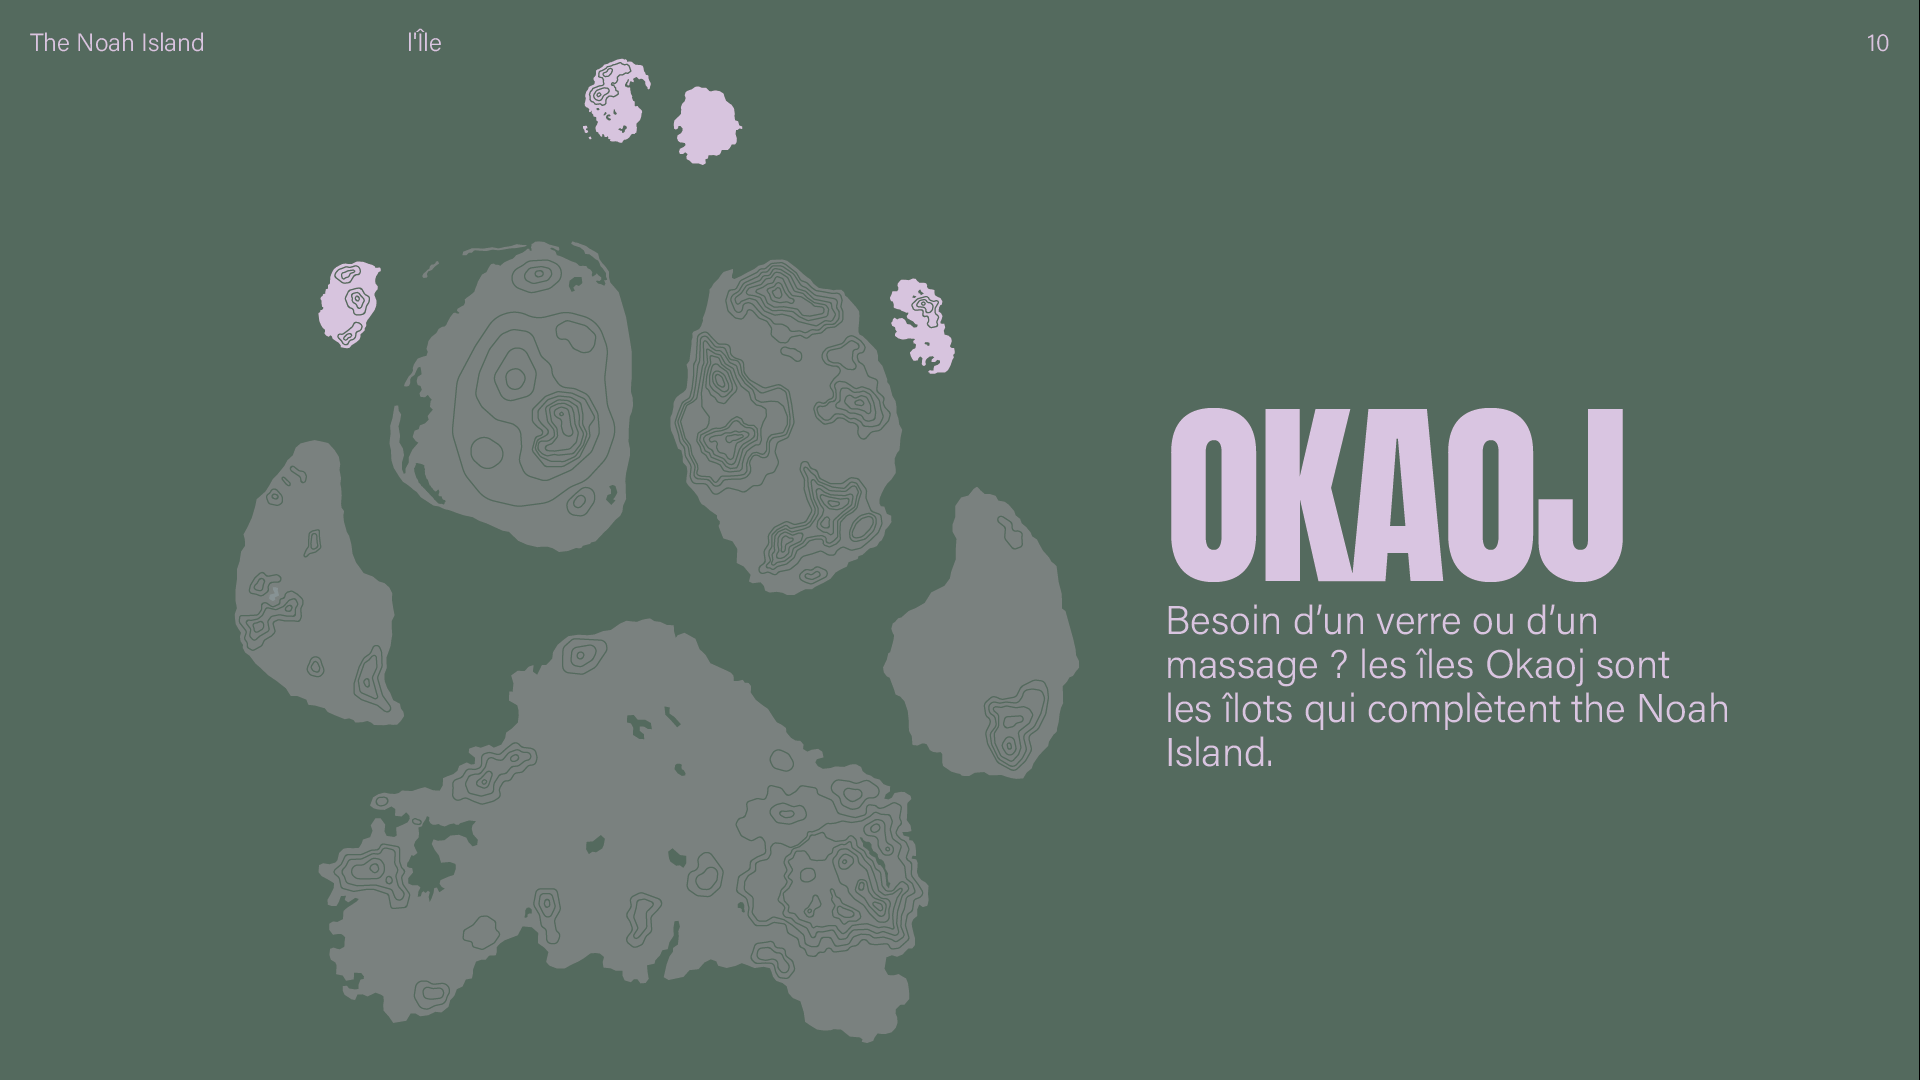 The Noah Island
l'Île
10
OKAOJ
Besoin d’un verre ou d’un
massage ? les îles Okaoj sont
les îlots qui complètent the Noah
Island.